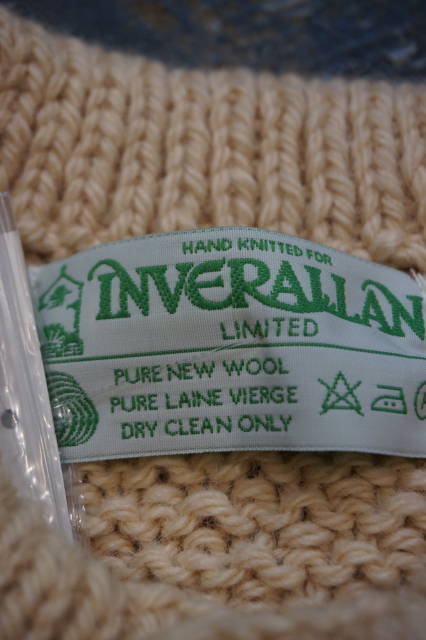 HAND KNITTED FOR
INVERALLAN
LIMITED
PURE NEW WOOL
PURE LAINE VIERGE
DRY CLEAN ONLY